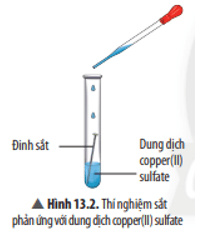 Đinh sắt
Dung dịch
copper(II)
sulfate
▲ Hình 13.2. Thí nghiệm sắt
phản ứng với dung dịch copper(II) sulfate